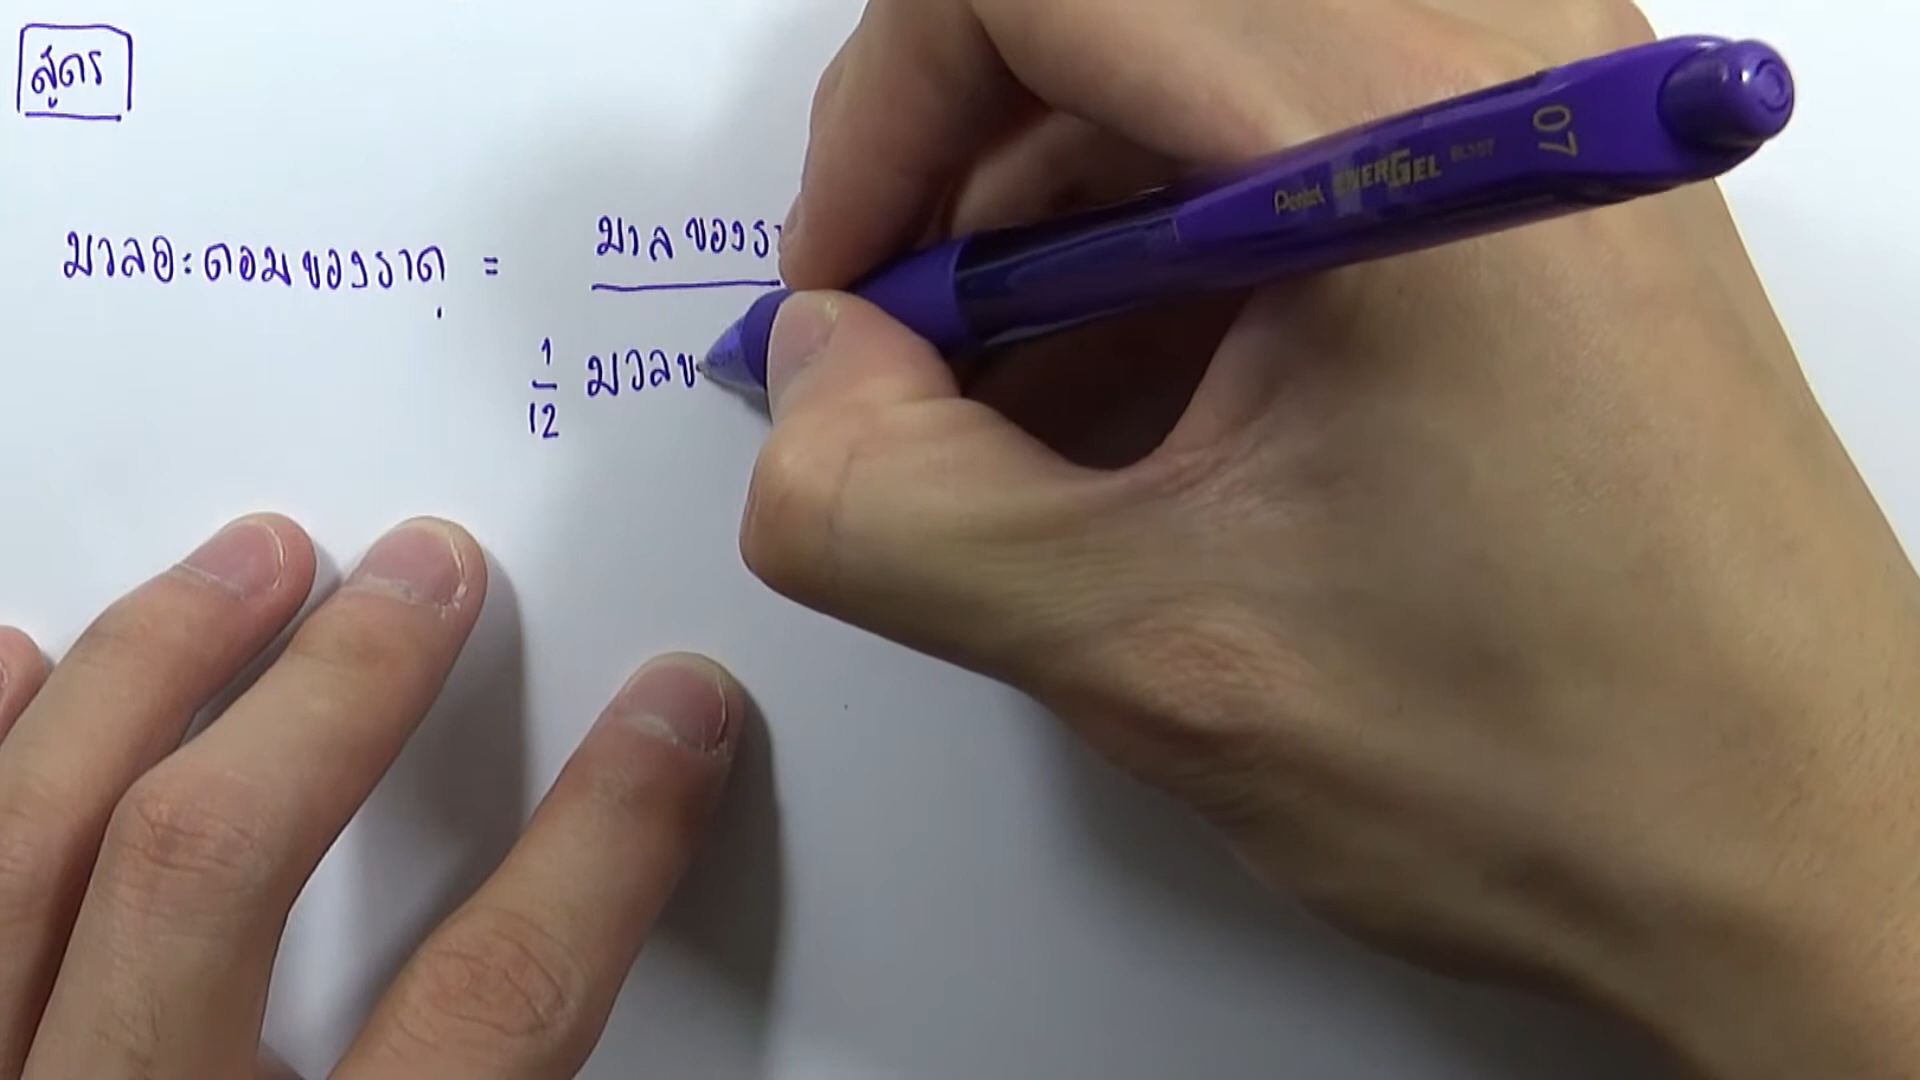 สูตร
มวลอะตอมของธาตุ =
มวล ของธา
1
12
มวลข
Pentel ENERGEL 07